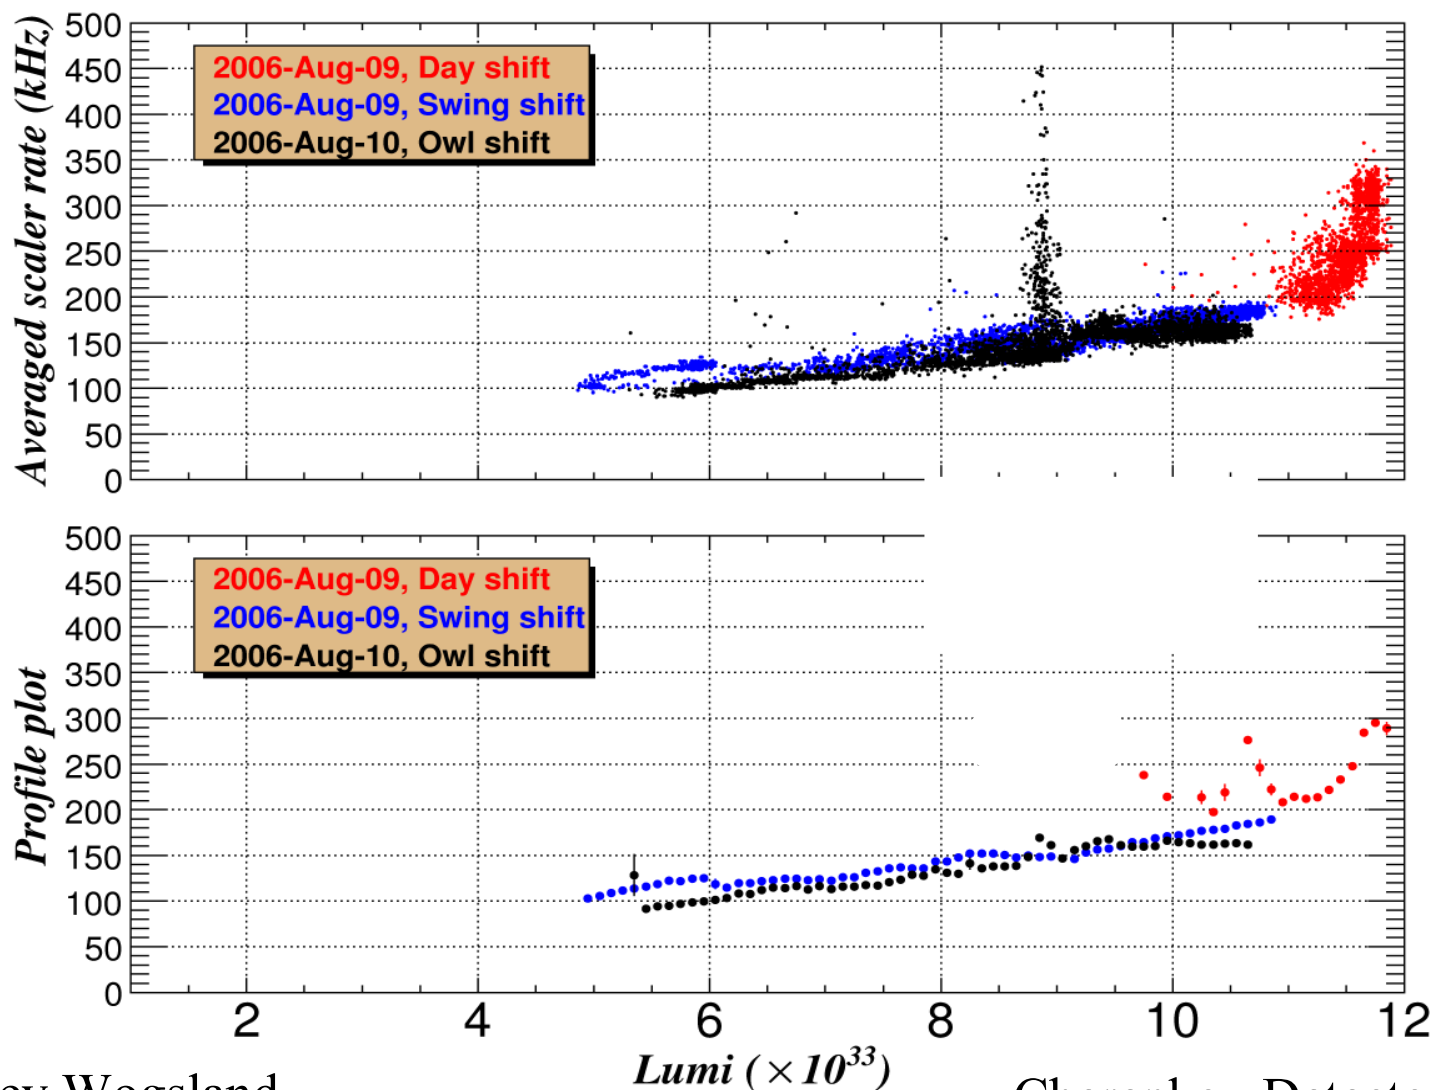 500
450
400
350
300
250
200
150
100
50
0
Averaged scaler rate (kHz)
2006-Aug-09, Day shift
2006-Aug-09, Swing shift
2006-Aug-10, Owl shift
500
450
400
350
300
250
200
150
100
50
0
Profile plot
2006-Aug-09, Day shift
2006-Aug-09, Swing shift
2006-Aug-10, Owl shift
2 4 6 8 10 12
Lumi (×10³³)
Wogsland